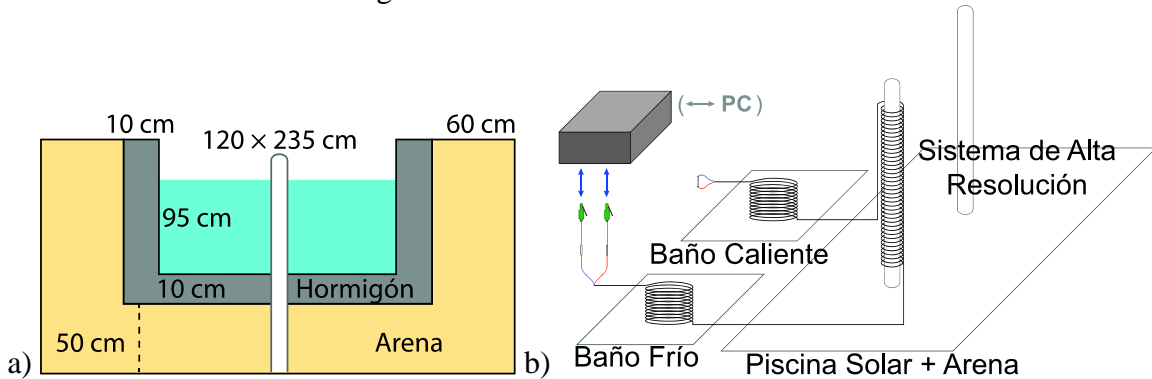 10 cm
60 cm
120 × 235 cm
95 cm
10 cm
Hormigón
50 cm
Arena
a)
(↔ PC)
Sistema de Alta
Resolución
Baño Caliente
Baño Frío
Piscina Solar + Arena
b)